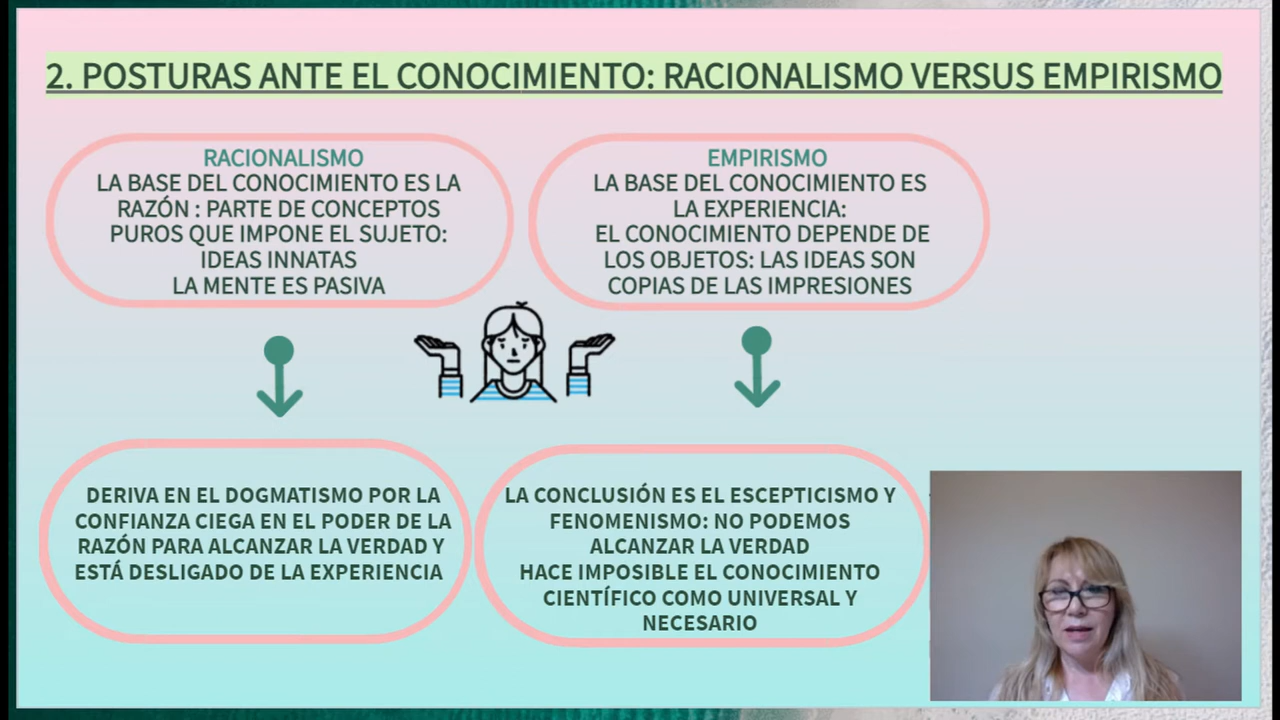 2. POSTURAS ANTE EL CONOCIMIENTO: RACIONALISMO VERSUS EMPIRISMO
RACIONALISMO
LA BASE DEL CONOCIMIENTO ES LA
RAZÓN : PARTE DE CONCEPTOS
PUROS QUE IMPONE EL SUJETO:
IDEAS INNATAS
LA MENTE ES PASIVA
EMPIRISMO
LA BASE DEL CONOCIMIENTO ES
LA EXPERIENCIA:
EL CONOCIMIENTO DEPENDE DE
LOS OBJETOS: LAS IDEAS SON
COPIAS DE LAS IMPRESIONES
DERIVA EN EL DOGMATISMO POR LA
CONFIANZA CIEGA EN EL PODER DE LA
RAZÓN PARA ALCANZAR LA VERDAD Y
ESTÁ DESLIGADO DE LA EXPERIENCIA
LA CONCLUSIÓN ES EL ESCEPTICISMO Y
FENOMENISMO: NO PODEMOS
ALCANZAR LA VERDAD
HACE IMPOSIBLE EL CONOCIMIENTO
CIENTÍFICO COMO UNIVERSAL Y
NECESARIO